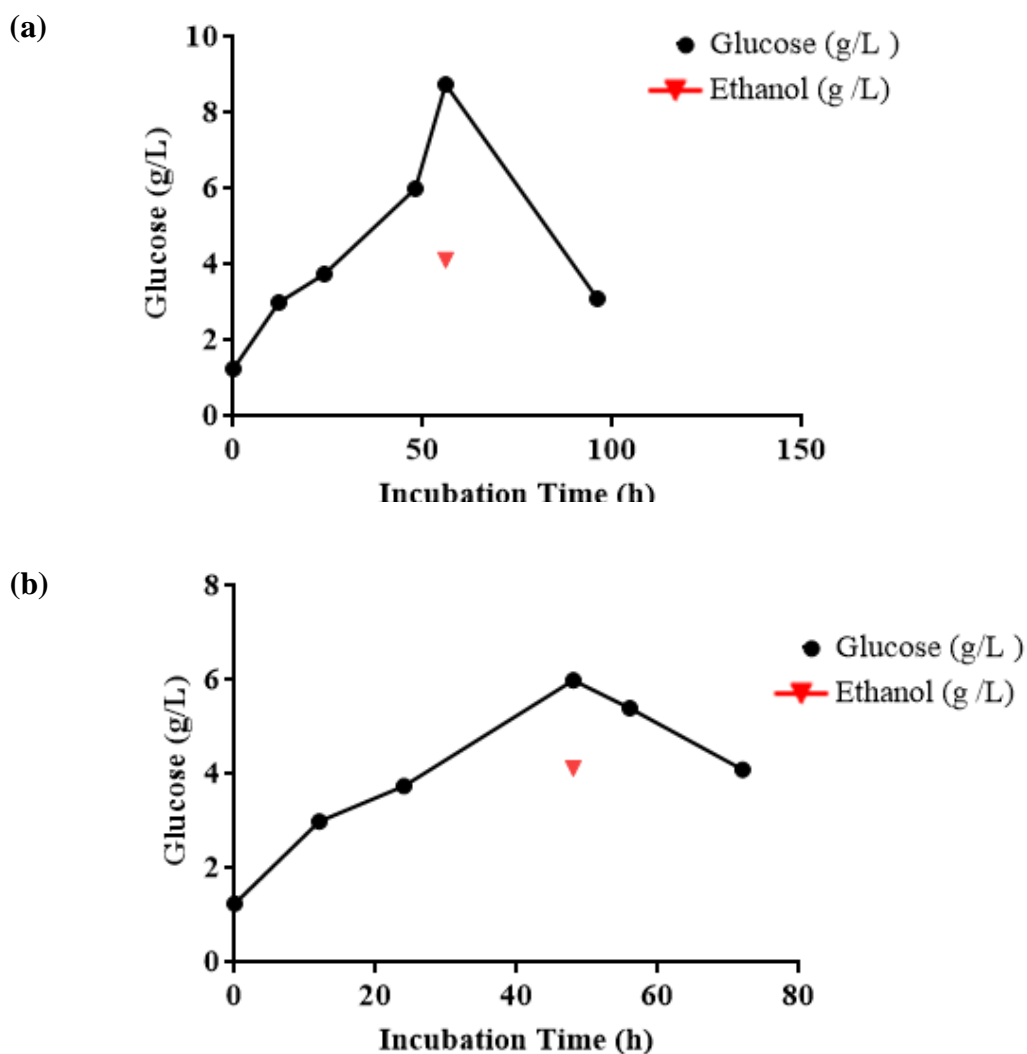 (a)
10
8
6
4
2
0
Glucose (g/L)
0 50 100 150
Incubation Time (h)
Glucose (g/L )
Ethanol (g /L)
(b)
8
6
4
2
0
Glucose (g/L)
0 20 40 60 80
Incubation Time (h)
Glucose (g/L )
Ethanol (g /L)